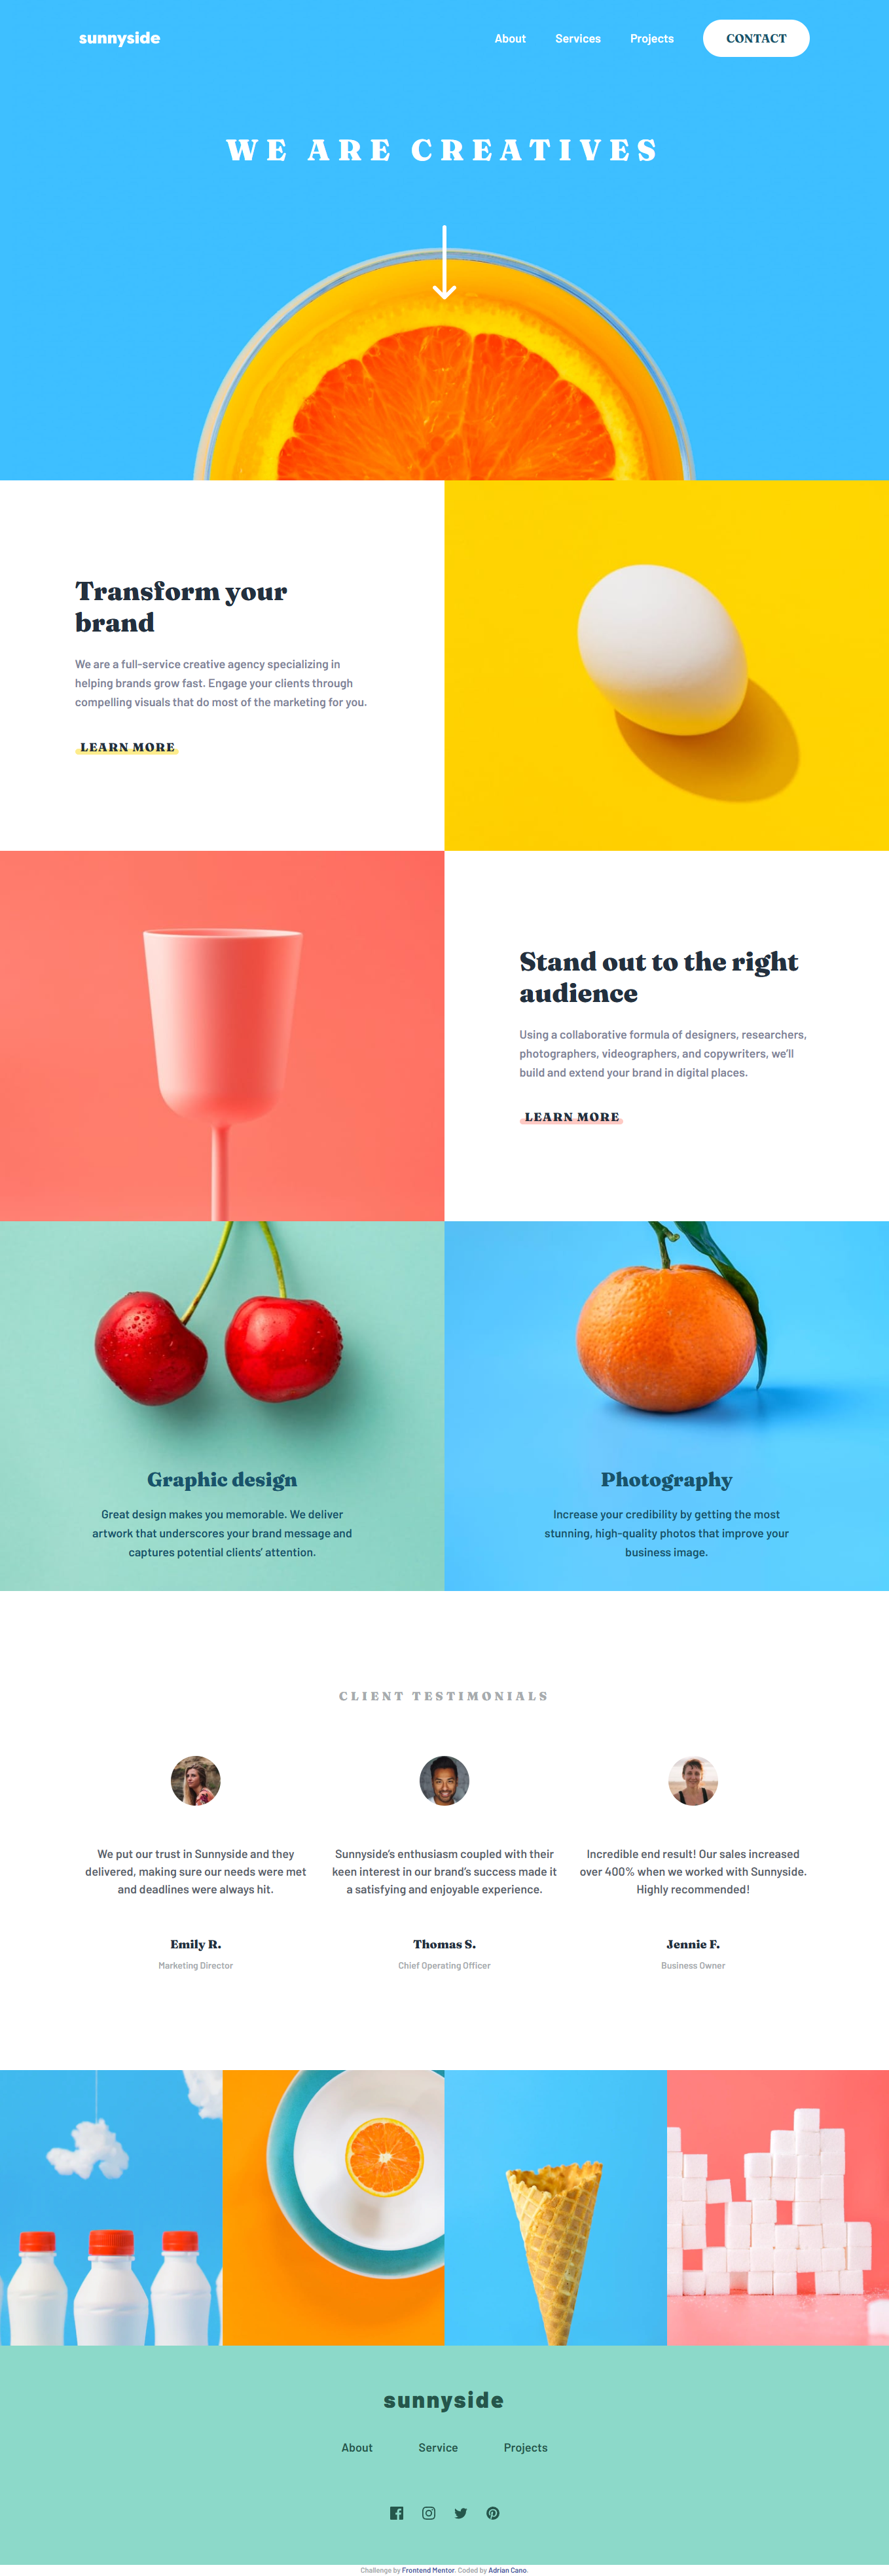 sunnyside
About Services Projects CONTACT
WE ARE CREATIVES
Transform your
brand
We are a full-service creative agency specializing in
helping brands grow fast. Engage your clients through
compelling visuals that do most of the marketing for you.
LEARN MORE
Stand out to the right
audience
Using a collaborative formula of designers, researchers,
photographers, videographers, and copywriters, we’ll
build and extend your brand in digital places.
LEARN MORE
Graphic design
Great design makes you memorable. We deliver
artwork that underscores your brand message and
captures potential clients’ attention.
Photography
Increase your credibility by getting the most
stunning, high-quality photos that improve your
business image.
CLIENT TESTIMONIALS
We put our trust in Sunnyside and they
delivered, making sure our needs were met
and deadlines were always hit.
Emily R.
Marketing Director
Sunnyside’s enthusiasm coupled with their
keen interest in our brand’s success made it
a satisfying and enjoyable experience.
Thomas S.
Chief Operating Officer
Incredible end result! Our sales increased
over 400% when we worked with Sunnyside.
Highly recommended!
Jennie F.
Business Owner
sunnyside
About Service Projects
Challenge by Frontend Mentor. Coded by Adrian Cano.